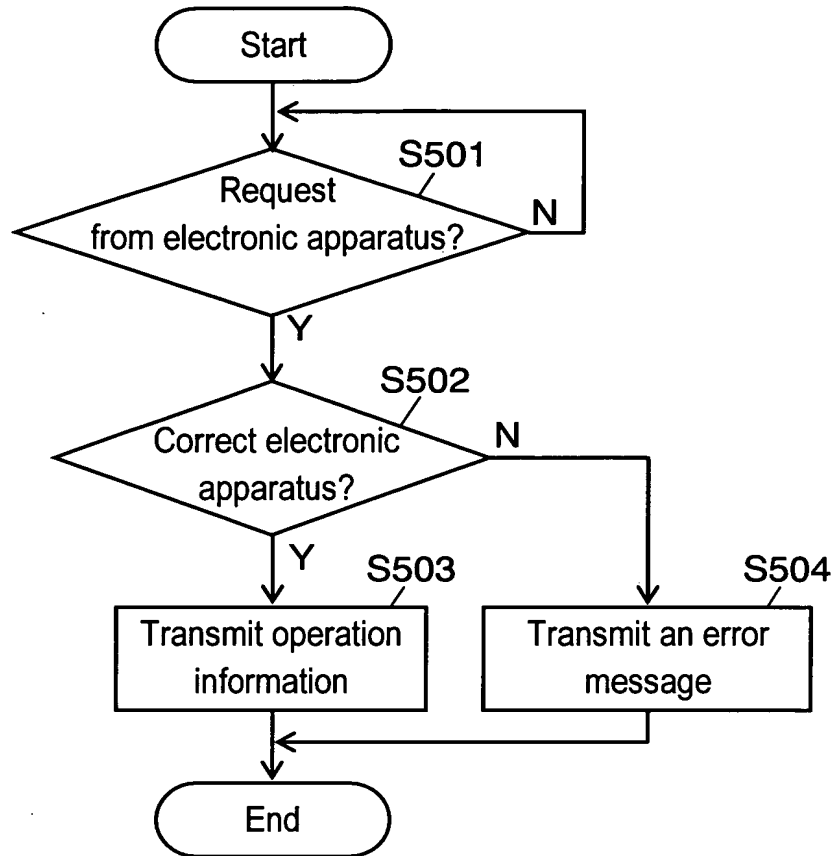 Start
S501
Request
from electronic apparatus?
N
Y
S502
Correct electronic
apparatus?
N
Y
S503
Transmit operation
information
S504
Transmit an error
message
End